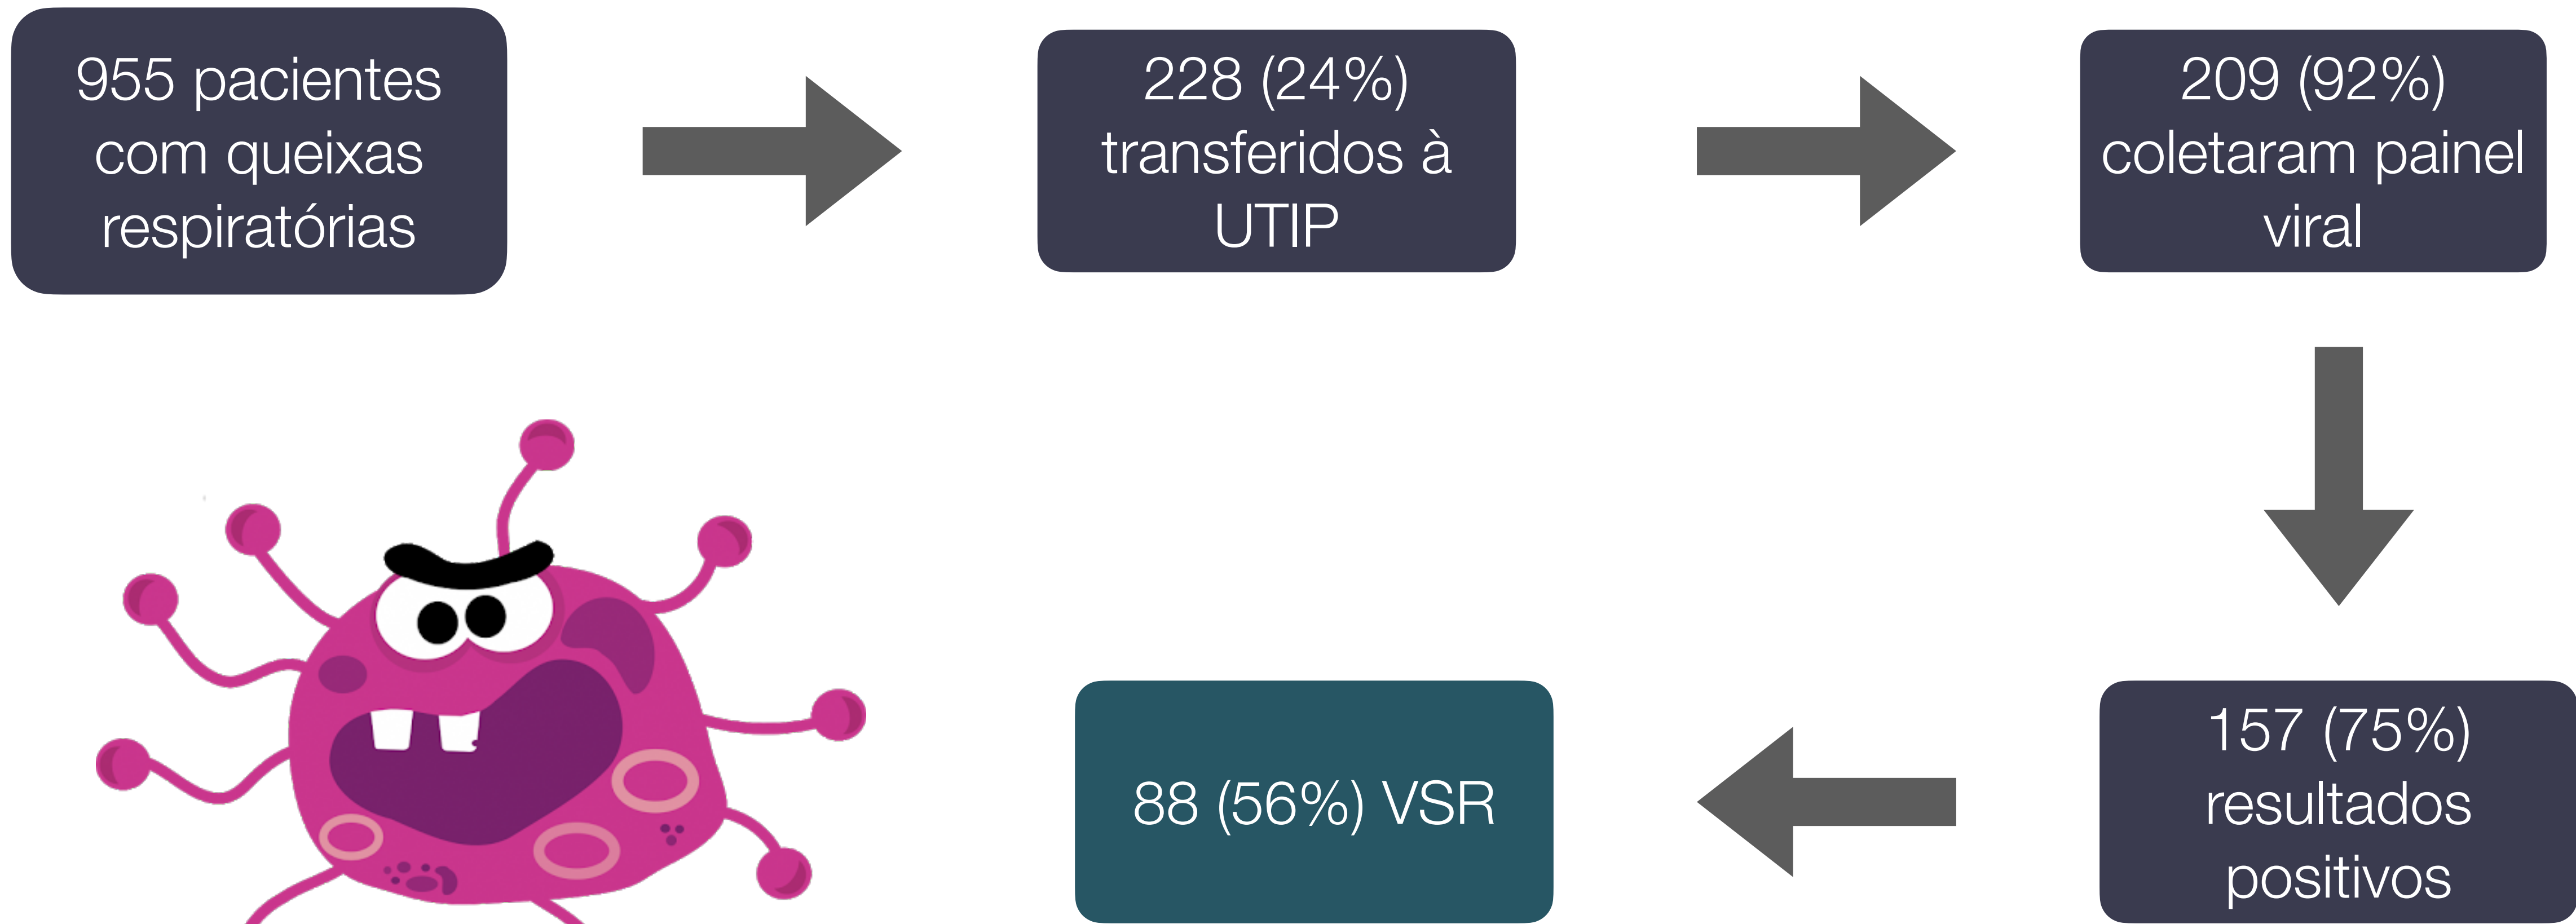 955 pacientes
com queixas
respiratórias
228 (24%)
transferidos à
UTIP
209 (92%)
coletaram painel
viral
157 (75%)
resultados
positivos
88 (56%) VSR